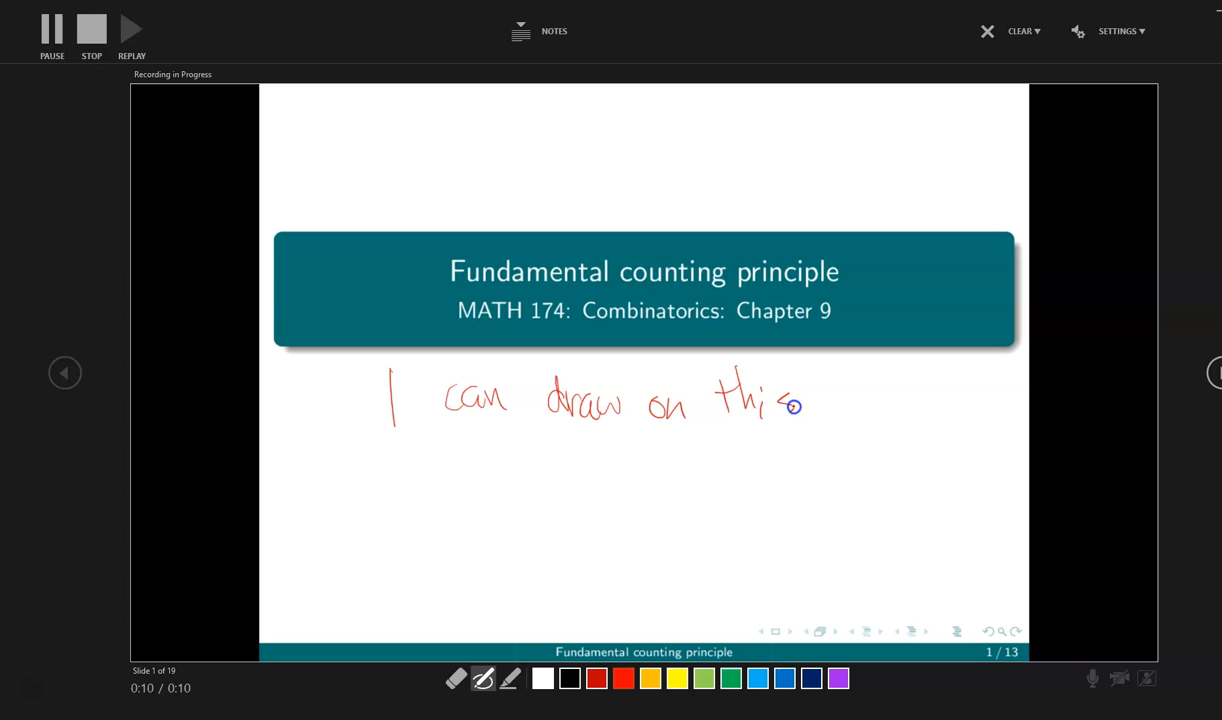 NOTES
CLEAR ▼
SETTINGS ▼
PAUSE STOP REPLAY
Recording in Progress
Fundamental counting principle
MATH 174: Combinatorics: Chapter 9
I can draw on this
Fundamental counting principle 1 / 13
Slide 1 of 19
0:10 / 0:10